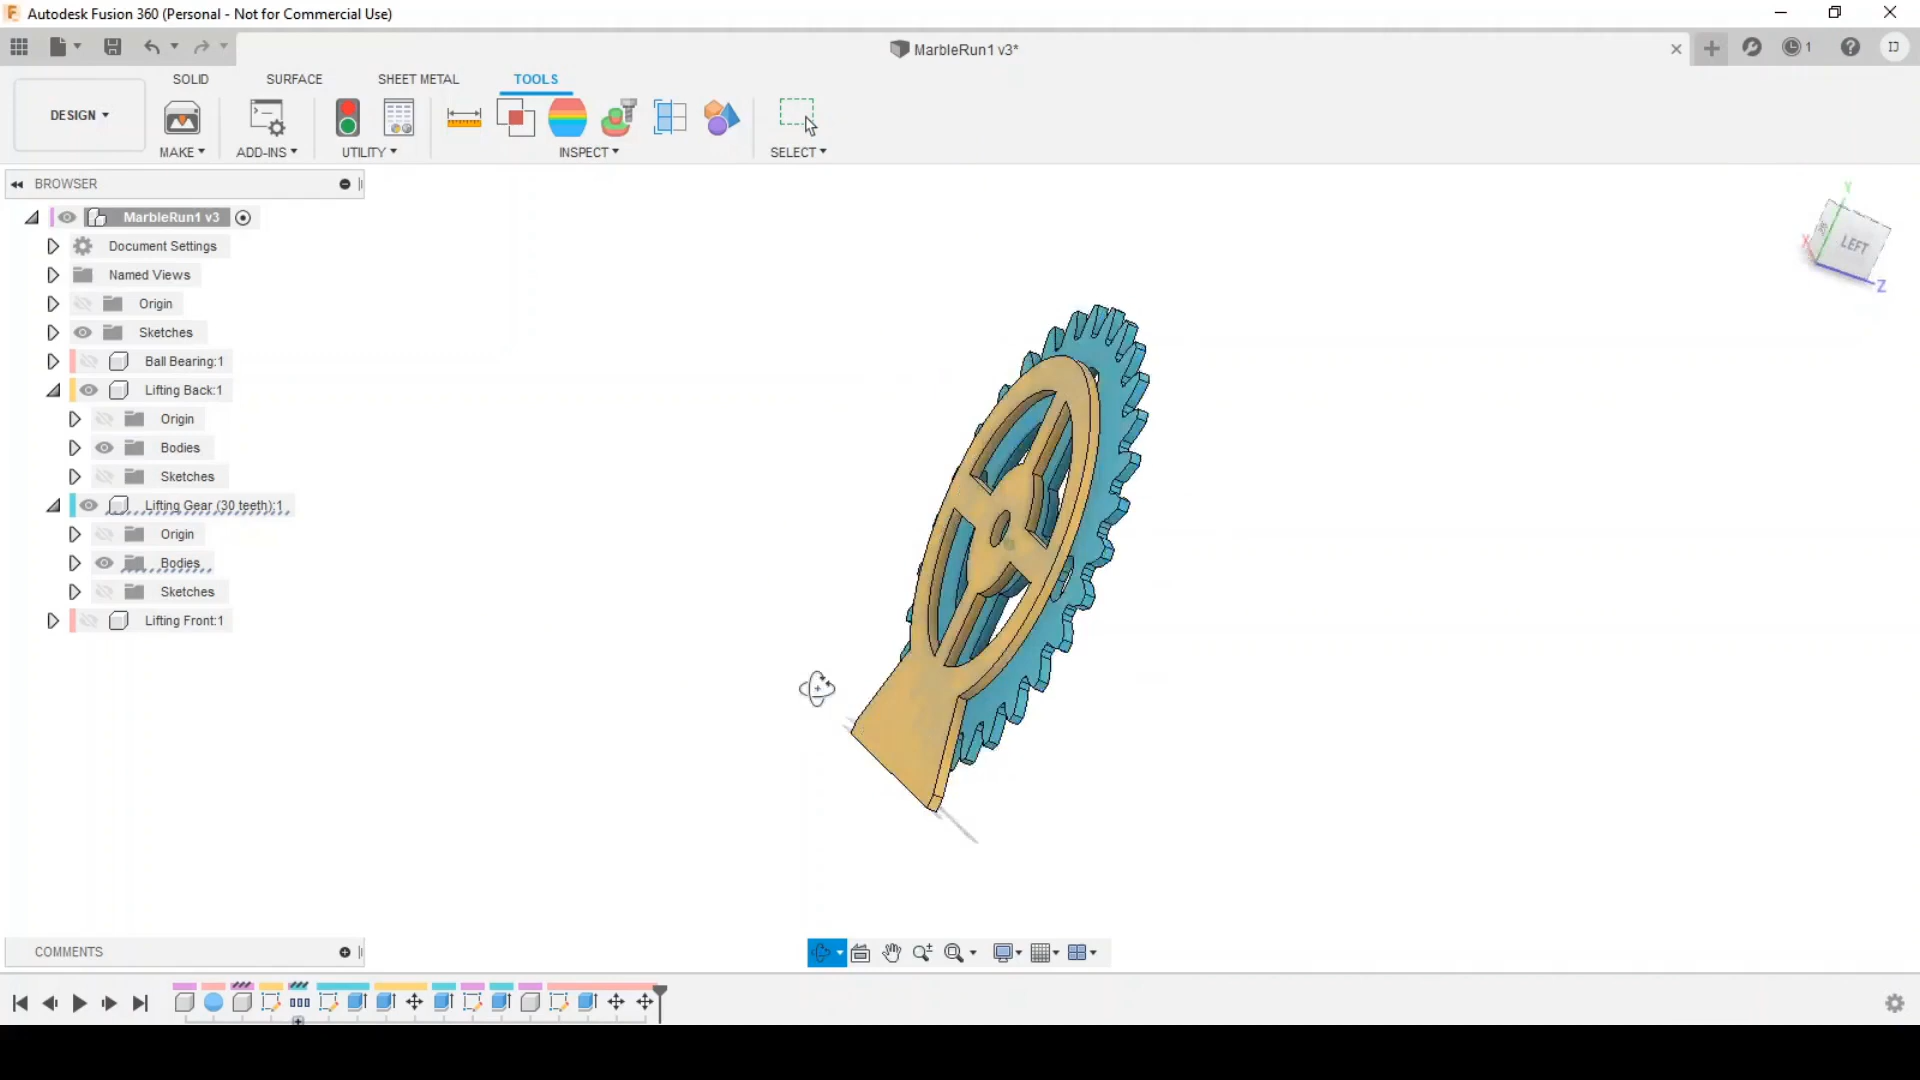 Autodesk Fusion 360 (Personal - Not for Commercial Use)
MarbleRun1 v3*
1
IJ
SOLID
SURFACE
SHEET METAL
TOOLS
DESIGN
MAKE
ADD-INS
UTILITY
INSPECT
SELECT
BROWSER
MarbleRun1 v3
Document Settings
Named Views
Origin
Sketches
Ball Bearing:1
Lifting Back:1
Origin
Bodies
Sketches
Lifting Gear (30 teeth):1
Origin
Bodies
Sketches
Lifting Front:1
Y
X
LEFT
Z
COMMENTS